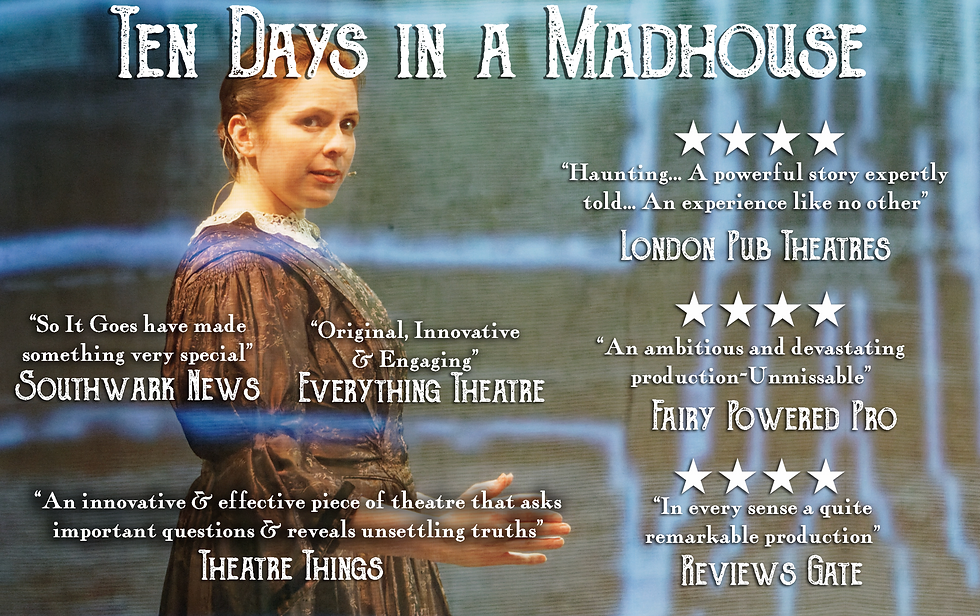 Ten Days in a Madhouse
★★★★
“Haunting... A powerful story expertly
told... An experience like no other”
London Pub Theatres
★★★★
“An ambitious and devastating
production-Unmissable”
Fairy Powered Pro
★★★★
“In every sense a quite
remarkable production”
Reviews Gate
“So It Goes have made
something very special”
Southwark News
“Original, Innovative
& Engaging”
Everything Theatre
“An innovative & effective piece of theatre that asks
important questions & reveals unsettling truths”
Theatre Things